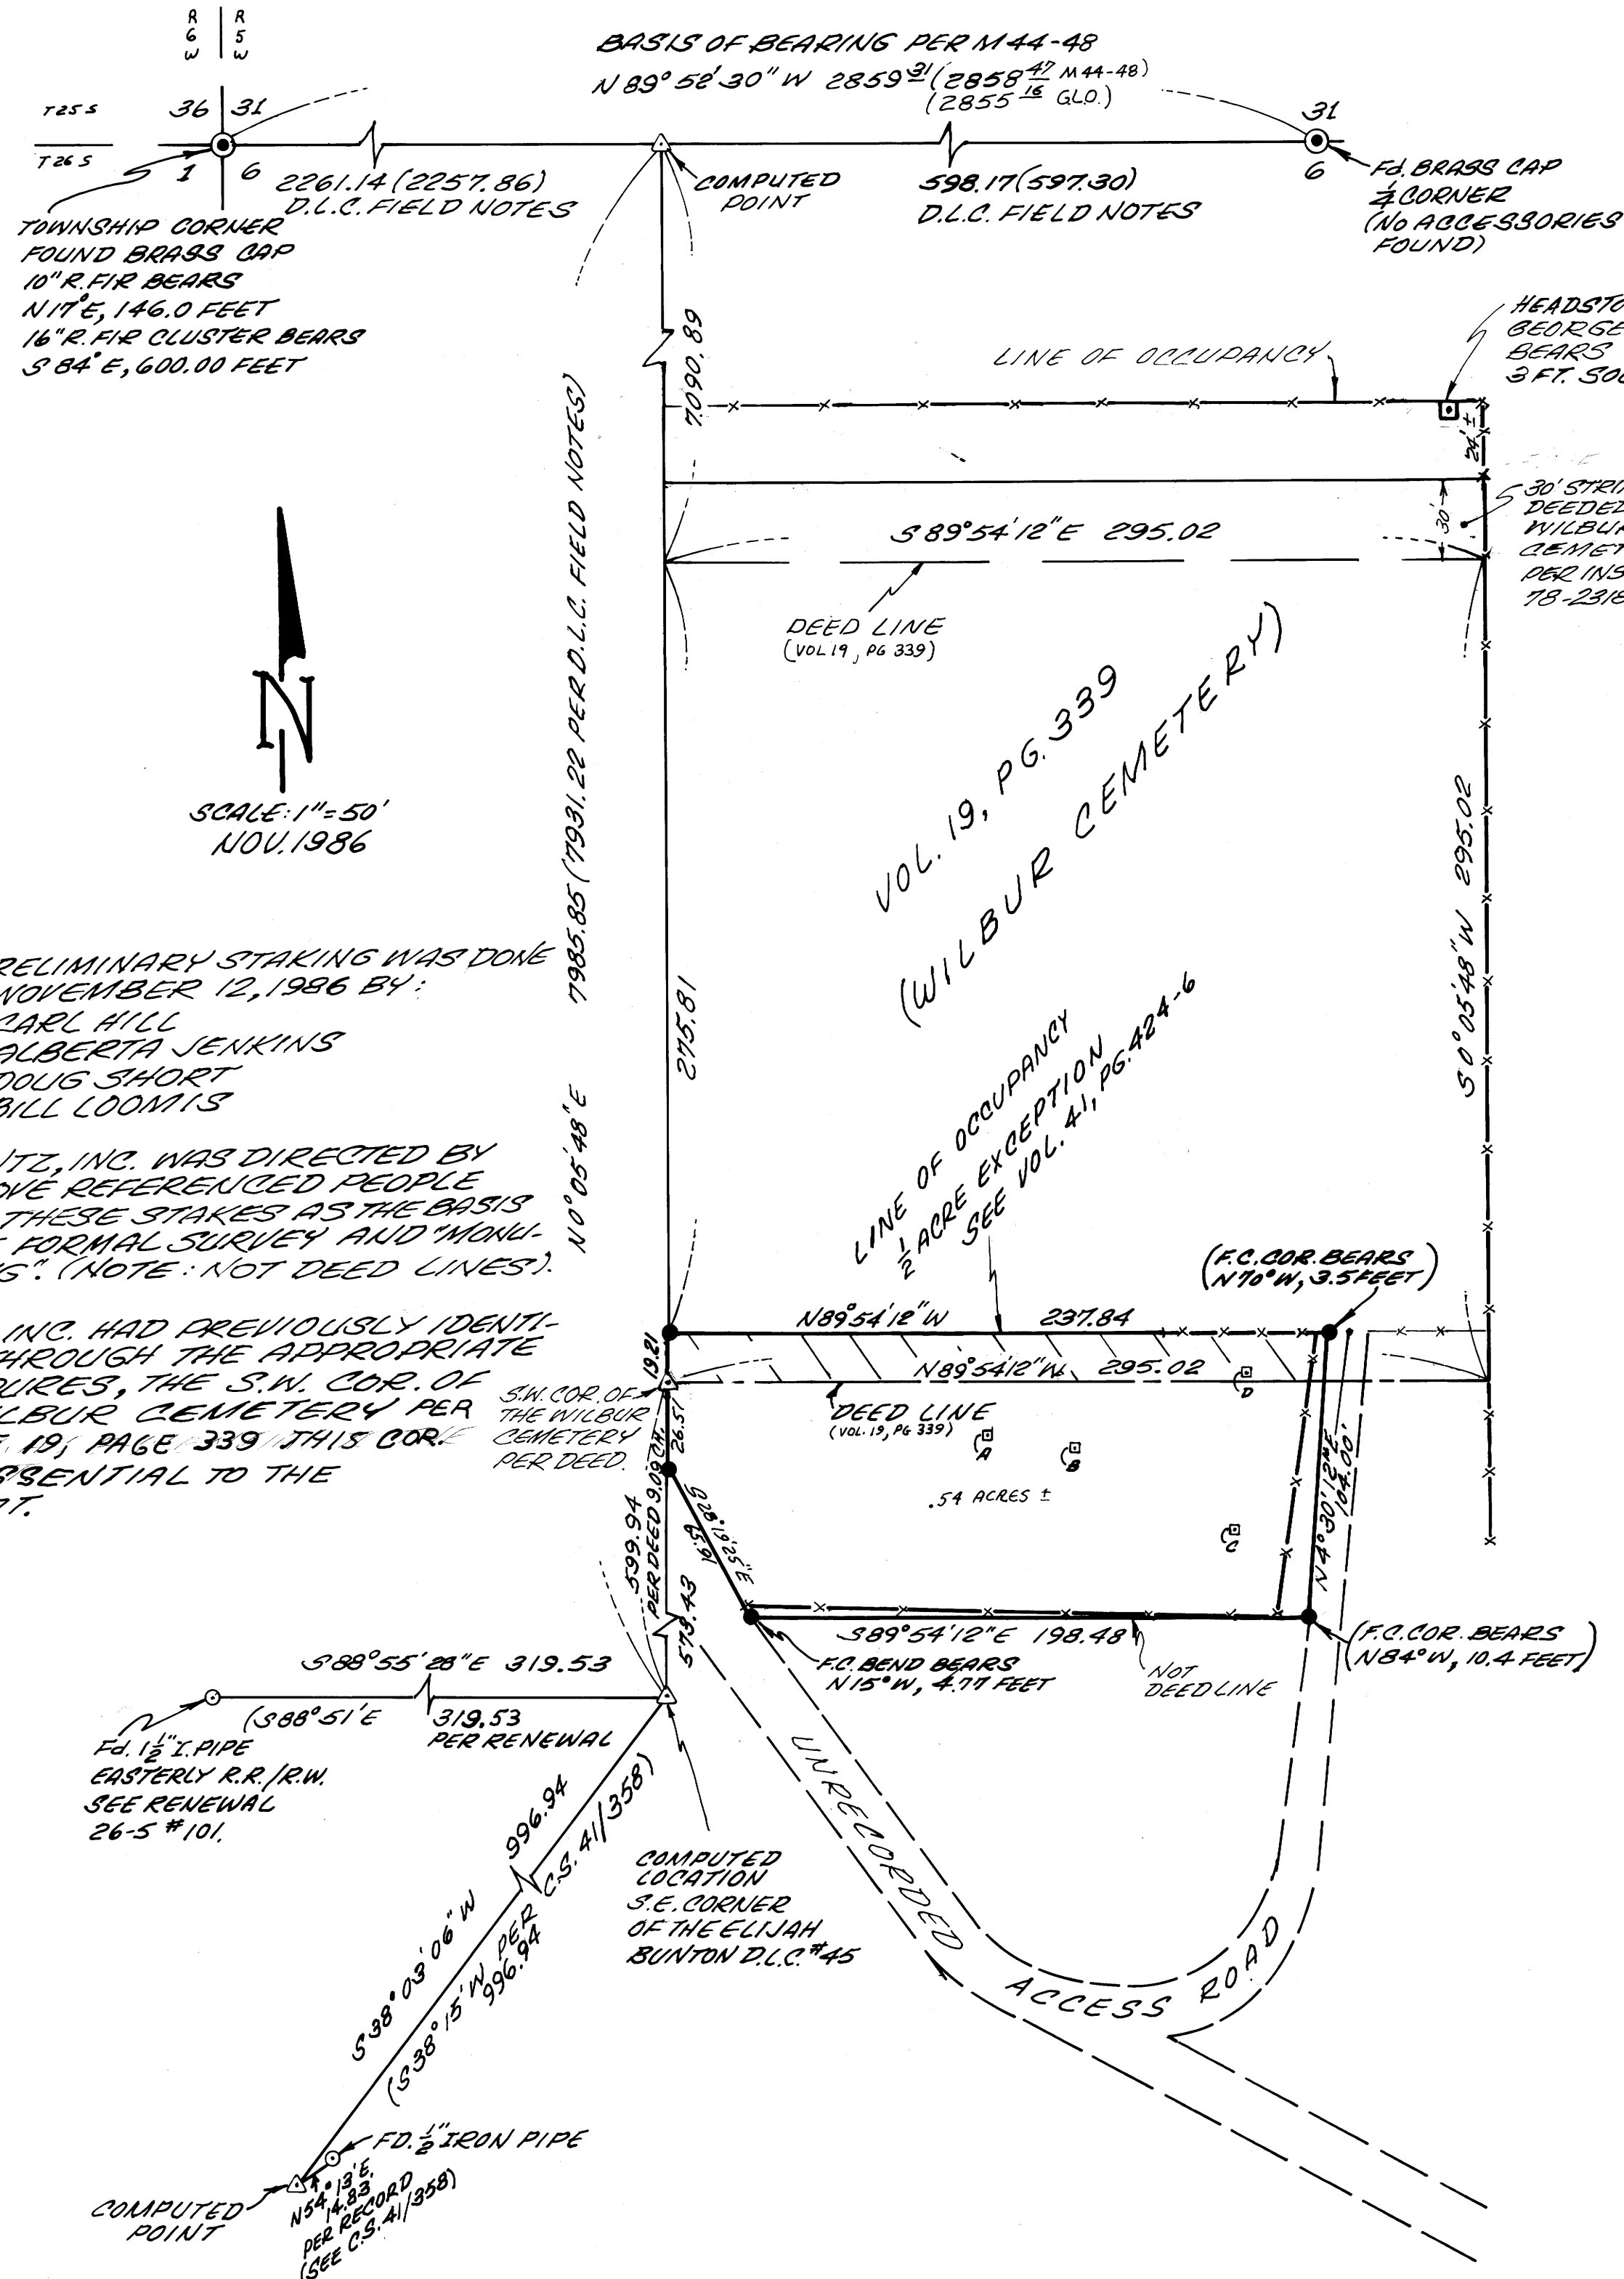 R
6
W
R
5
W
T25S
36 31
T26S
1 6
BASIS OF BEARING PER M 44-48
N 89° 52' 30" W 2859 31 (2858 47 M44-48)
(2855 16 GLO.)
31
6
2261.14 (2257.86)
D.L.C. FIELD NOTES
COMPUTED
POINT
598.17 (597.30)
D.L.C. FIELD NOTES
Fd. BRASS CAP
1/4 CORNER
(NO ACCESSORIES
FOUND)
TOWNSHIP CORNER
FOUND BRASS CAP
10" R. FIR BEARS
N 17° E, 146.0 FEET
16" R. FIR CLUSTER BEARS
S 84° E, 600.00 FEET
7090.89
LINE OF OCCUPANCY
HEADSTO
GEORGE
BEARS
3 FT. SOU
24' ±
30'
30' STRI
DEEDED
WILBUR
CEMET
PER INS
78-2318
S 89° 54' 12" E 295.02
DEED LINE
(VOL 19, PG 339)
7985.85 (7931.22 PER D.L.C. FIELD NOTES)
N 0° 05' 48" E
N
SCALE: 1" = 50'
NOV. 1986
VOL. 19, PG. 339
(WILBUR CEMETERY)
275.81
S 0° 05' 48" W 295.02
RELIMINARY STAKING WAS DONE
NOVEMBER 12, 1986 BY:
CARL HILL
ALBERTA JENKINS
DOUG SHORT
BILL LOOMIS
ITZ, INC. WAS DIRECTED BY
OVE REFERENCED PEOPLE
THESE STAKES AS THE BASIS
FORMAL SURVEY AND "MONU-
G". (NOTE: NOT DEED LINES).
INC. HAD PREVIOUSLY IDENTI-
HROUGH THE APPROPRIATE
DURES, THE S.W. COR. OF
LBUR CEMETERY PER
19, PAGE 339 THIS COR.
SSENTIAL TO THE
T.
LINE OF OCCUPANCY
1/2 ACRE EXCEPTION
SEE VOL. 41, PG. 424-6
(F.C. COR. BEARS
N 70° W, 3.5 FEET)
N 89° 54' 12" W 237.84
19.21
N 89° 54' 12" W 295.02
S.W. COR. OF
THE WILBUR
CEMETERY
PER DEED.
26.51
DEED LINE
(VOL. 19, PG 339)
A
B
C
D
.54 ACRES ±
N 4° 30' 12" E
104.00'
S 28° 19' 25" E
65.91
599.94
PER DEED 9.09 CH.
573.43
S 89° 54' 12" E 198.48
F.C. BEND BEARS
N 15° W, 4.77 FEET
NOT
DEED LINE
(F.C. COR. BEARS
N 84° W, 10.4 FEET)
S 88° 55' 28" E 319.53
(S 88° 51' E 319.53
PER RENEWAL
Fd. 1 1/2" I. PIPE
EASTERLY R.R./R.W.
SEE RENEWAL
26-5 #101.
COMPUTED
LOCATION
S.E. CORNER
OF THE ELIJAH
BUNTON D.L.C. #45
996.94
S 38° 03' 06" W
(S 38° 15' W PER C.S. 41/358)
996.94
UNRECORDED ACCESS ROAD
FD. 1/2" IRON PIPE
COMPUTED
POINT
N 54° 13' E.
14.83
PER RECORD
(SEE C.S. 41/358)